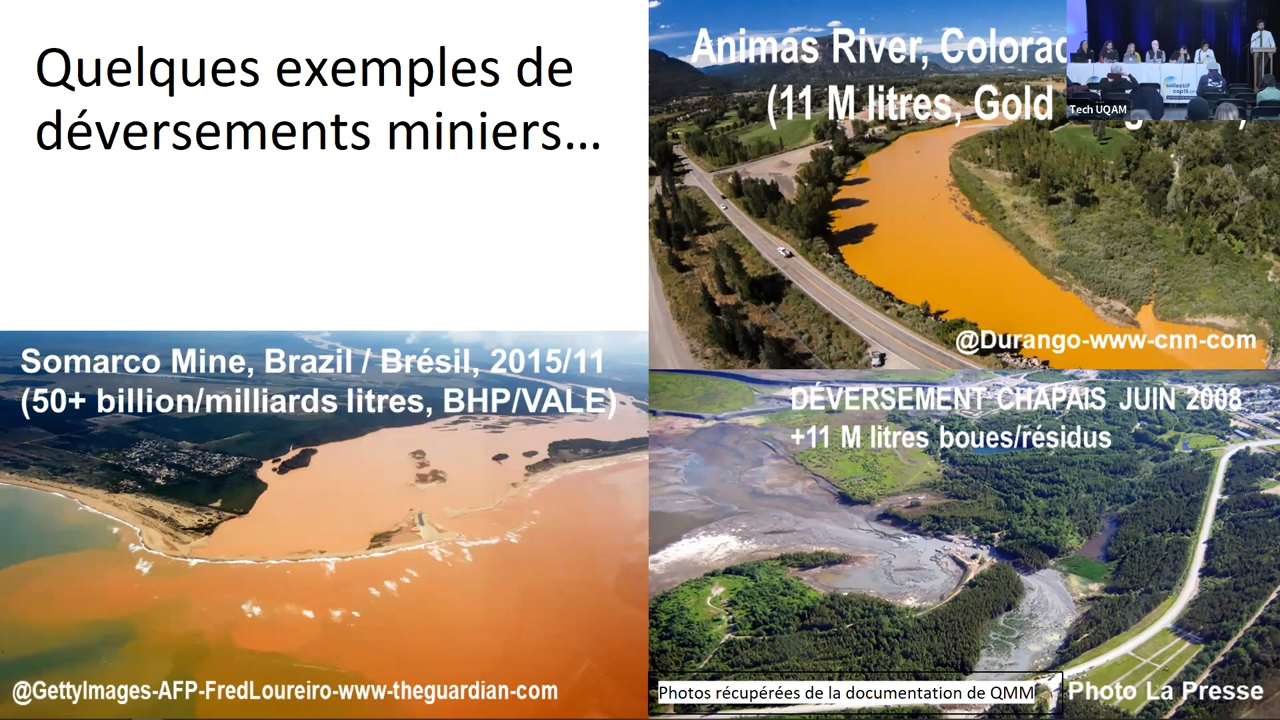 Quelques exemples de
déversements miniers...
Animas River, Colorad
(11 M litres, Gold
Tech UQAM
collectif
cop15
@Durango-www-cnn-com
Somarco Mine, Brazil / Brésil, 2015/11
(50+ billion/milliards litres, BHP/VALE)
DÉVERSEMENT CHAPAIS JUIN 2008
+11 M litres boues/résidus
@GettyImages-AFP-FredLoureiro-www-theguardian-com
Photos récupérées de la documentation de QMM
Photo La Presse